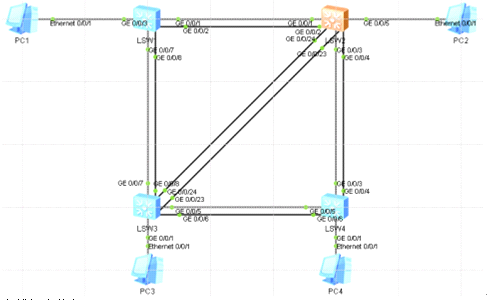 Ethernet 0/0/1
GE 0/0/3
GE 0/0/1
GE 0/0/2
GE 0/0/1
GE 0/0/2
GE 0/0/5
Ethernet 0/0/1
PC1
LSW1
LSW2
PC2
GE 0/0/7
GE 0/0/8
GE 0/0/24
GE 0/0/23
GE 0/0/3
GE 0/0/4
GE 0/0/7
GE 0/0/8
GE 0/0/24
GE 0/0/23
GE 0/0/3
GE 0/0/4
GE 0/0/5
GE 0/0/6
GE 0/0/5
GE 0/0/6
LSW3
LSW4
GE 0/0/1
Ethernet 0/0/1
GE 0/0/1
Ethernet 0/0/1
PC3
PC4